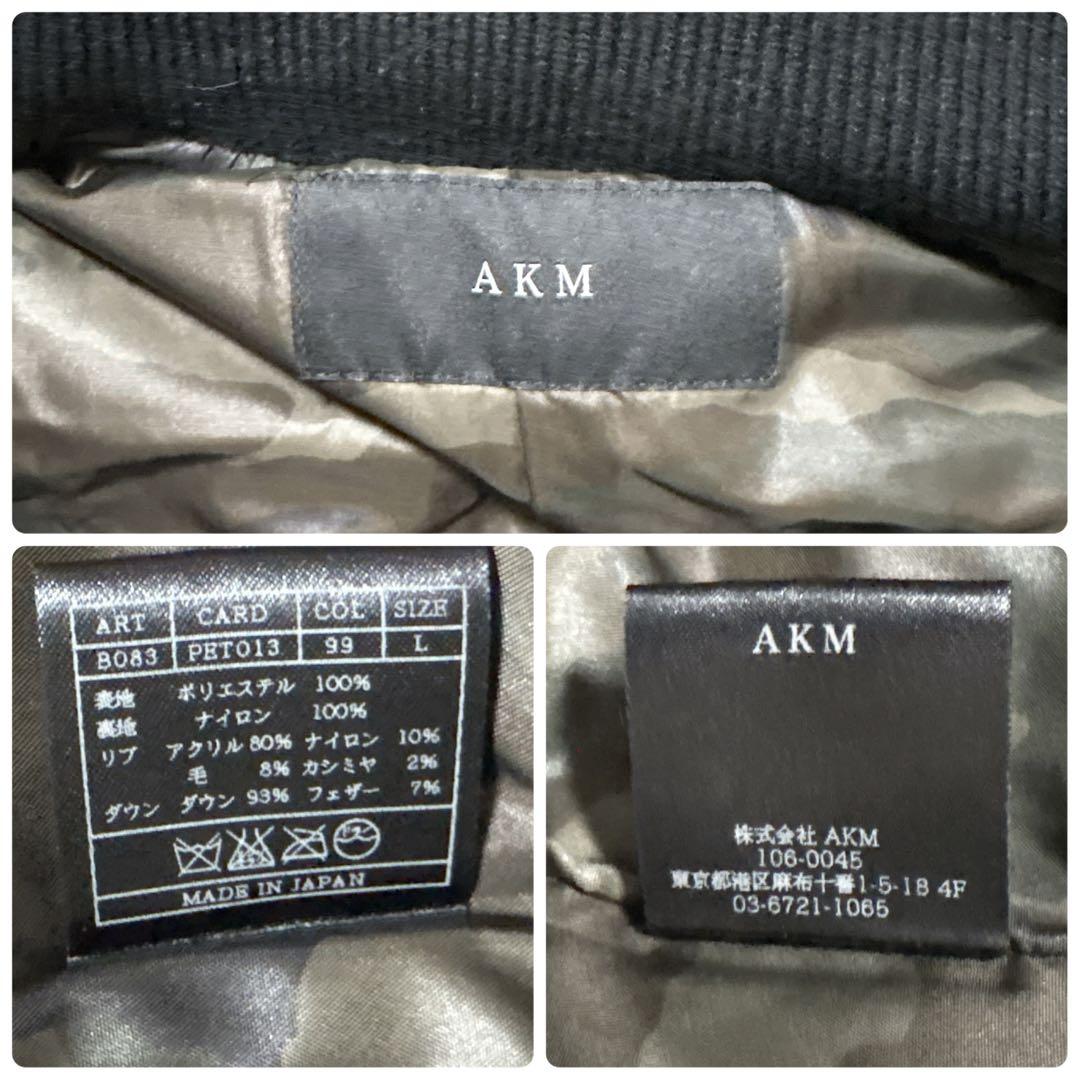 AKM
ART CARD COL SIZE
B083 PET013 99 L
表地 ポリエステル 100%
裏地 ナイロン 100%
リブ アクリル 80% ナイロン 10%
毛 8% カシミヤ 2%
ダウン ダウン 93% フェザー 7%
MADE IN JAPAN
AKM
株式会社 AKM
106-0045
東京都港区麻布十番1-5-18 4F
03-6721-1065